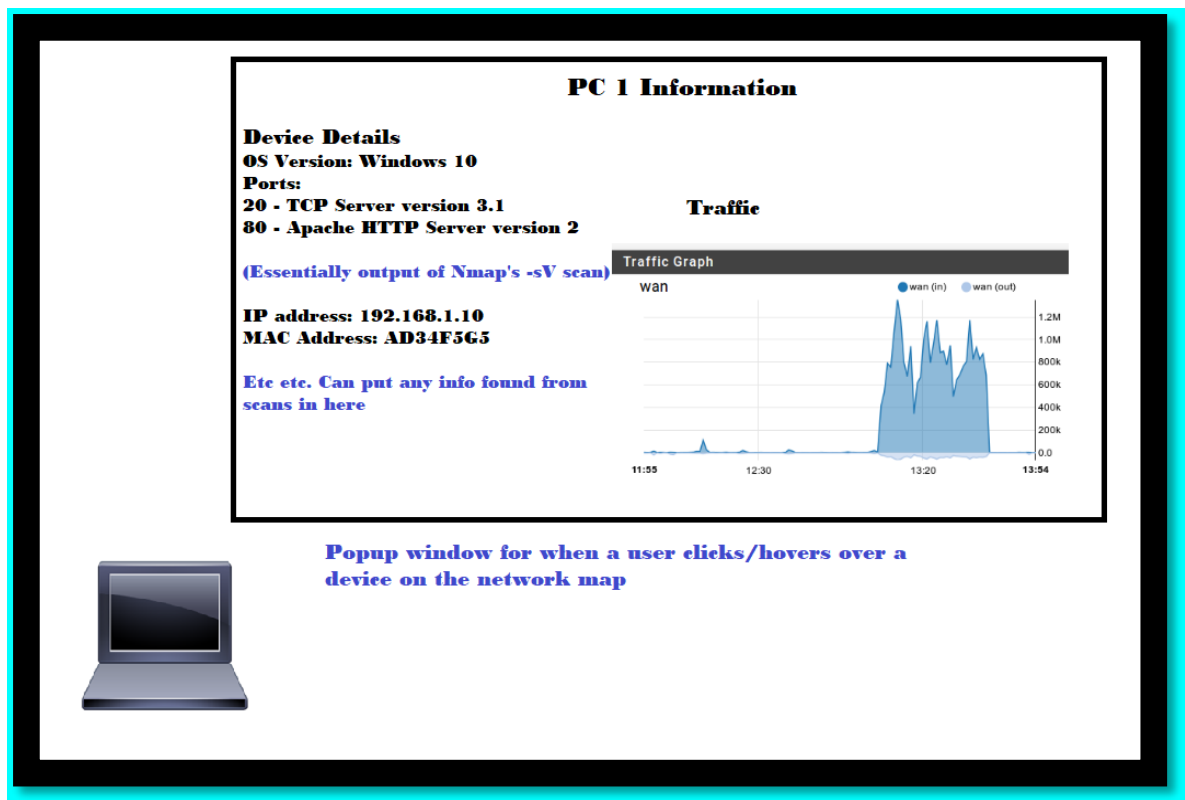 PC 1 Information
Device Details
OS Version: Windows 10
Ports:
20 - TCP Server version 3.1
80 - Apache HTTP Server version 2
(Essentially output of Nmap's -sV scan)
IP address: 192.168.1.10
MAC Address: AD34F5G5
Etc etc. Can put any info found from
scans in here
Traffic
Traffic Graph
wan
wan (in) wan (out)
1.2M
1.0M
800k
600k
400k
200k
0.0
11:55 12:30 13:20 13:54
Popup window for when a user clicks/hovers over a
device on the network map